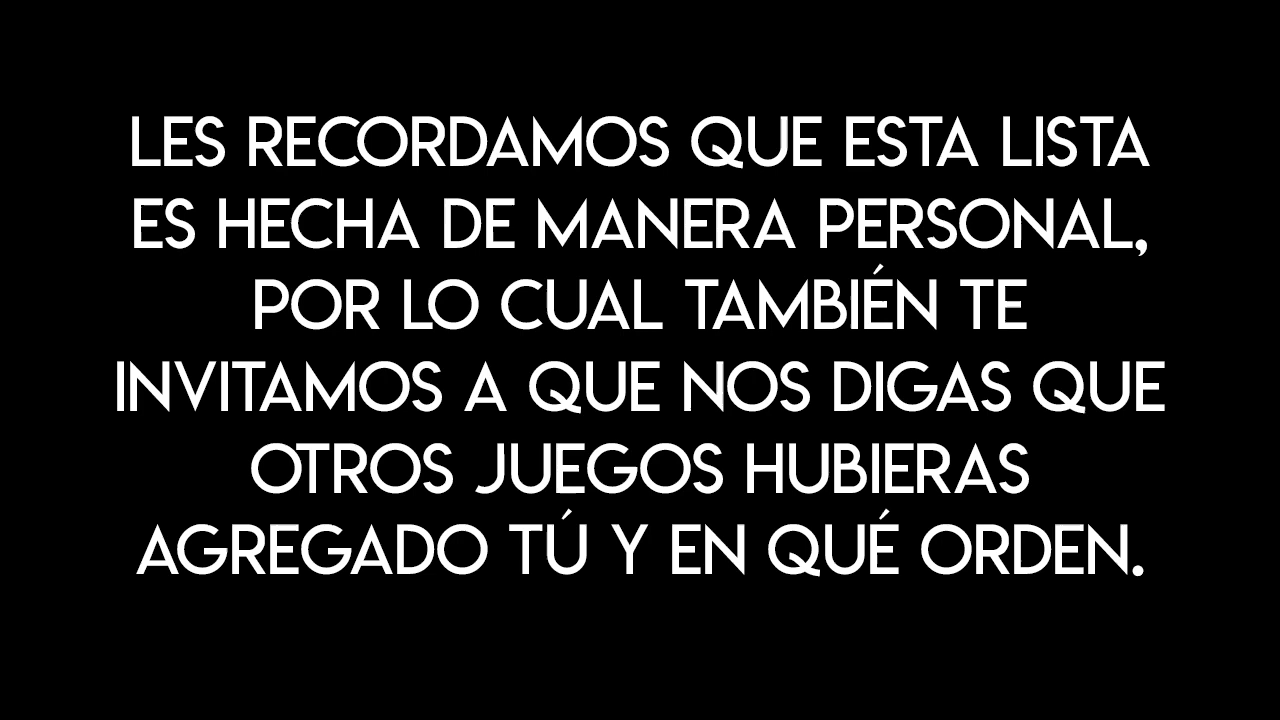 LES RECORDAMOS QUE ESTA LISTA
ES HECHA DE MANERA PERSONAL,
POR LO CUAL TAMBIÉN TE
INVITAMOS A QUE NOS DIGAS QUE
OTROS JUEGOS HUBIERAS
AGREGADO TÚ Y EN QUÉ ORDEN.